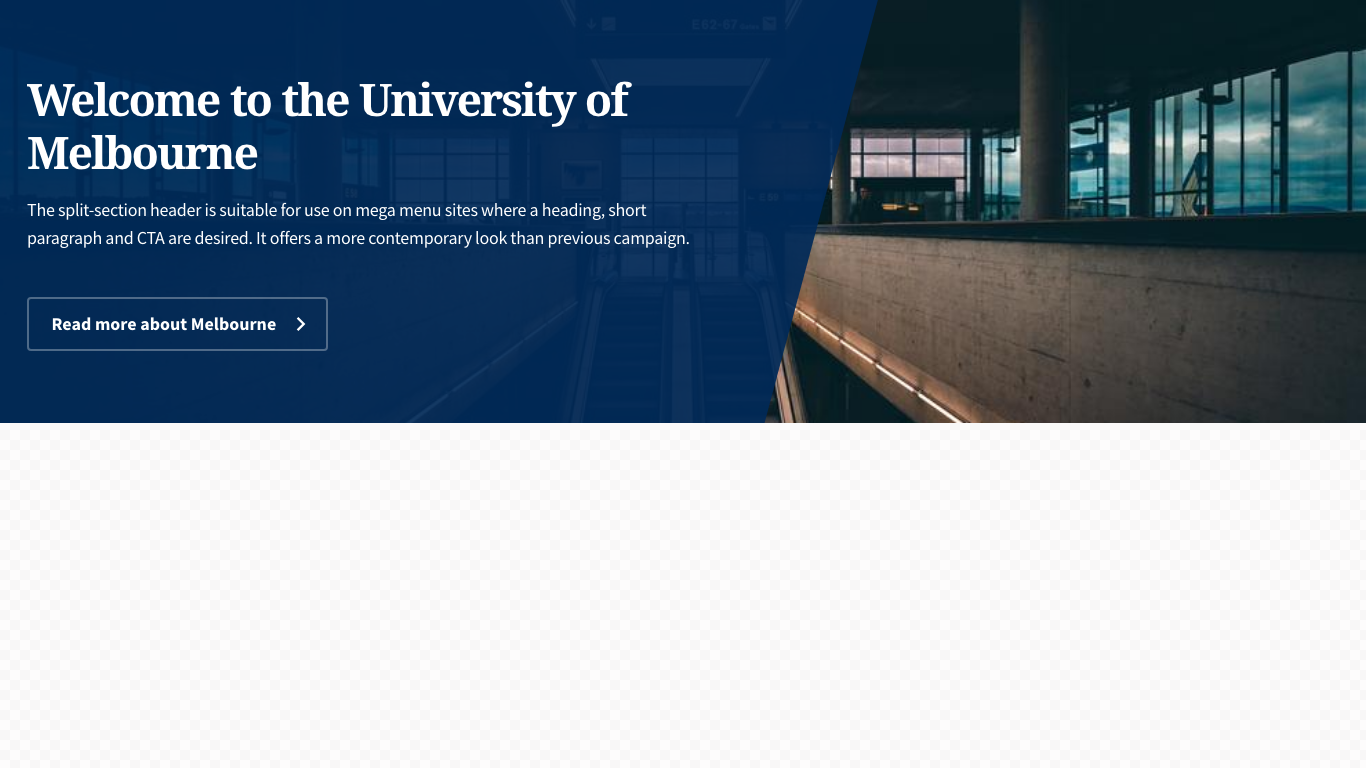 E62-67
Welcome to the University of
Melbourne
The split-section header is suitable for use on mega menu sites where a heading, short
paragraph and CTA are desired. It offers a more contemporary look than previous campaign.
Read more about Melbourne